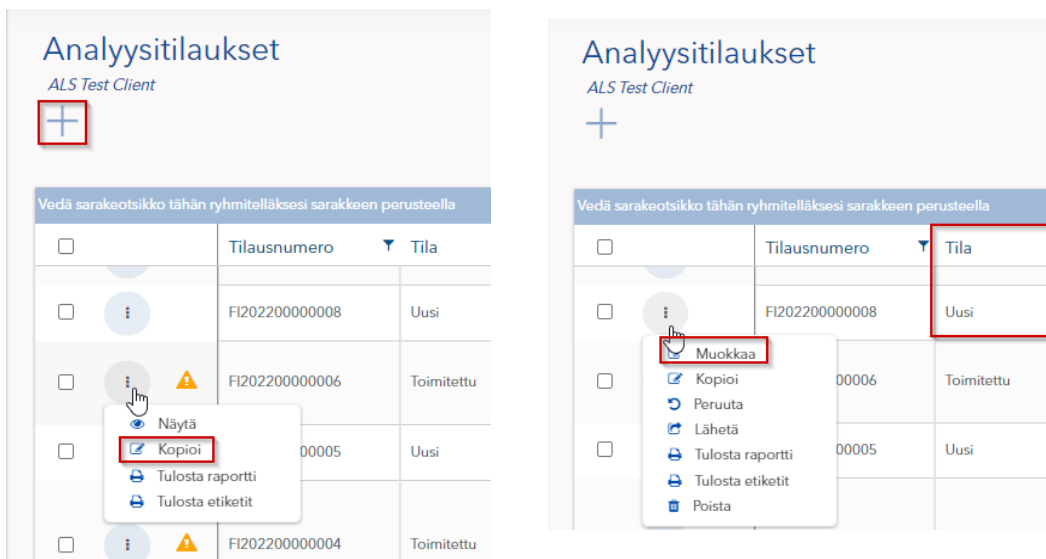 Analyysitilaukset
ALS Test Client
Vedä sarakeotsikko tähän ryhmitelläksesi sarakkeen perusteella
Tilausnumero Tila
FI202200000008 Uusi
FI202200000006 Toimitettu
Näytä
Kopioi
00005 Uusi
Tulosta raportti
Tulosta etiketit
FI202200000004 Toimitettu
Analyysitilaukset
ALS Test Client
Vedä sarakeotsikko tähän ryhmitelläksesi sarakkeen perusteella
Tilausnumero Tila
FI202200000008 Uusi
Muokkaa
Kopioi
00006 Toimitettu
Peruuta
Lähetä
Tulosta raportti
00005 Uusi
Tulosta etiketit
Poista